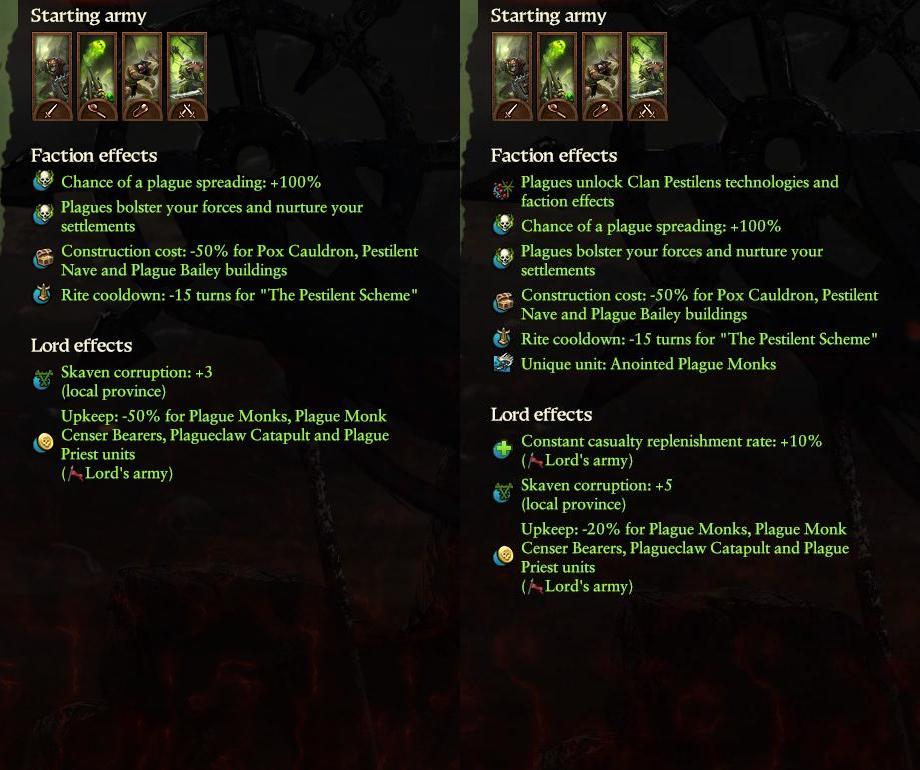 Starting army
Faction effects
Chance of a plague spreading: +100%
Plagues bolster your forces and nurture your
settlements
Construction cost: -50% for Pox Cauldron, Pestilent
Nave and Plague Bailey buildings
Rite cooldown: -15 turns for "The Pestilent Scheme"
Lord effects
Skaven corruption: +3
(local province)
Upkeep: -50% for Plague Monks, Plague Monk
Censer Bearers, Plagueclaw Catapult and Plague
Priest units
(Lord's army)
Starting army
Faction effects
Plagues unlock Clan Pestilens technologies and
faction effects
Chance of a plague spreading: +100%
Plagues bolster your forces and nurture your
settlements
Construction cost: -50% for Pox Cauldron, Pestilent
Nave and Plague Bailey buildings
Rite cooldown: -15 turns for "The Pestilent Scheme"
Unique unit: Anointed Plague Monks
Lord effects
Constant casualty replenishment rate: +10%
(Lord's army)
Skaven corruption: +5
(local province)
Upkeep: -20% for Plague Monks, Plague Monk
Censer Bearers, Plagueclaw Catapult and Plague
Priest units
(Lord's army)